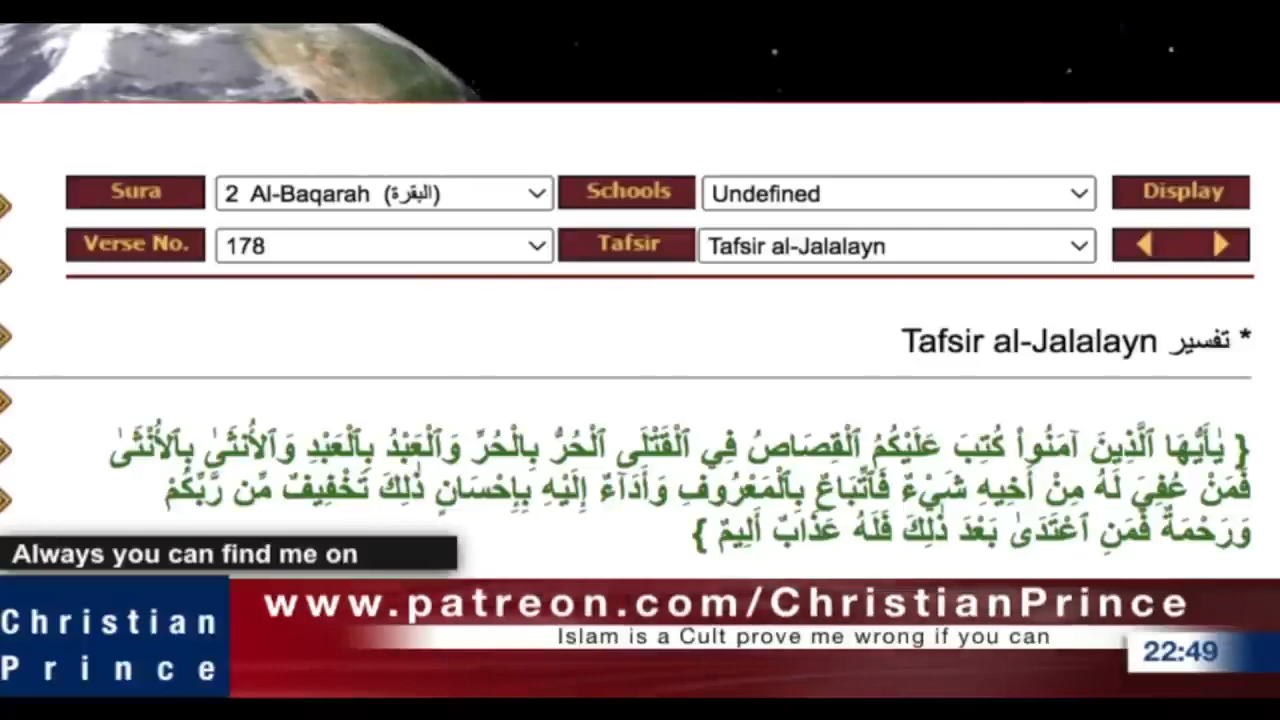 Sura
2 Al-Baqarah (البقرة)
Schools
Undefined
Display
Verse No.
178
Tafsir
Tafsir al-Jalalayn
* تفسير Tafsir al-Jalalayn
{ يَٰأَيُّهَا ٱلَّذِينَ آمَنُواْ كُتِبَ عَلَيْكُمُ ٱلْقِصَاصُ فِي ٱلْقَتْلَى ٱلْحُرُّ بِالْحُرِّ وَٱلْعَبْدُ بِٱلْعَبْدِ وَٱلأُنثَىٰ بِٱلأُنْثَىٰ
فَمَنْ عُفِيَ لَهُ مِنْ أَخِيهِ شَيْءٌ فَٱتِّبَاعٌ بِٱلْمَعْرُوفِ وَأَدَآءٌ إِلَيْهِ بِإِحْسَانٍ ذٰلِكَ تَخْفِيفٌ مِّن رَّبِّكُمْ
وَرَحْمَةٌ فَمَنِ ٱعْتَدَىٰ بَعْدَ ذٰلِكَ فَلَهُ عَذَابٌ أَلِيمٌ }
Always you can find me on
Christian
Prince
www.patreon.com/ChristianPrince
Islam is a Cult prove me wrong if you can
22:49